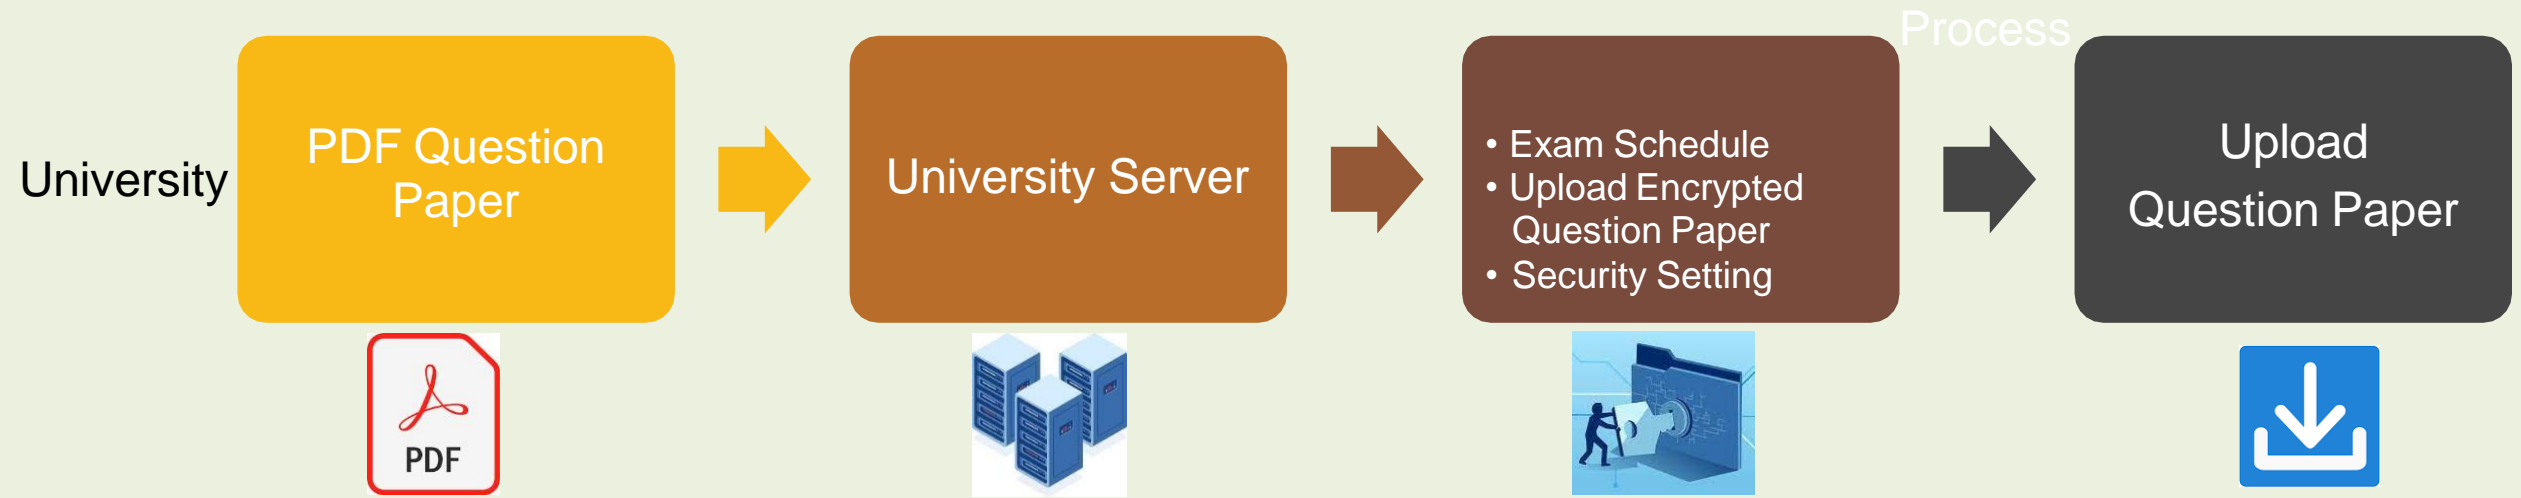 Process
University
PDF Question
Paper
University Server
• Exam Schedule
• Upload Encrypted
Question Paper
• Security Setting
Upload
Question Paper
PDF